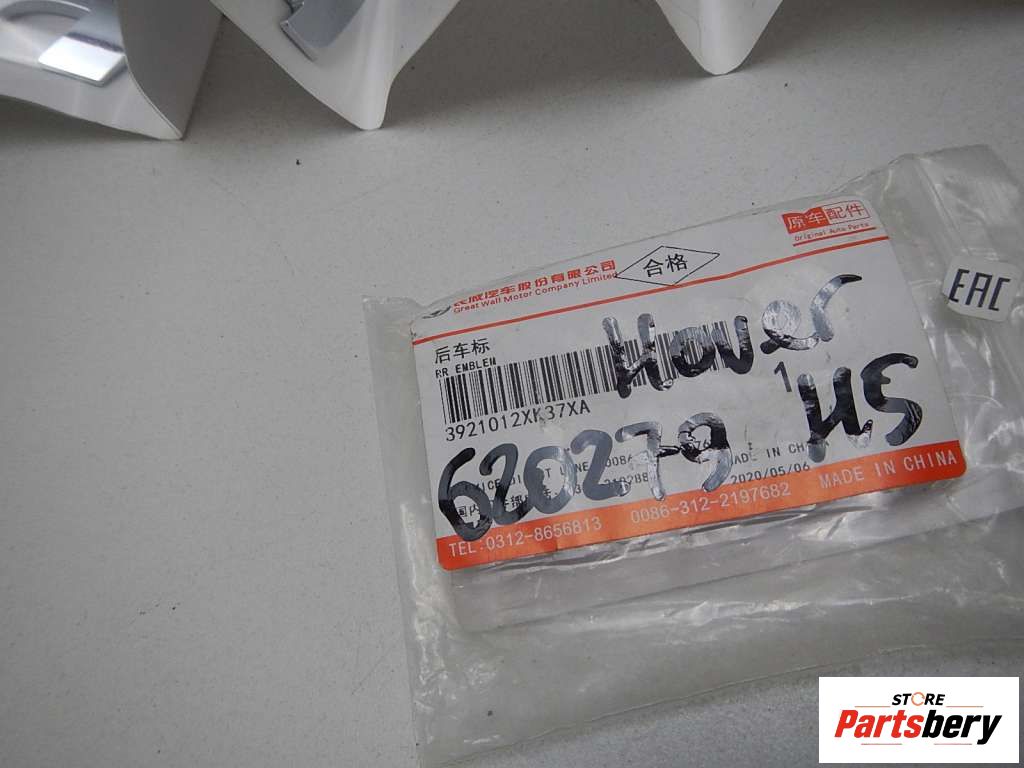 原车配件
Original Auto Parts
长城汽车股份有限公司
Great Wall Motor Company Limited
合格
EAC
后车标
RR EMBLEM
Hover
3921012XK37XA
1
H5
620279
MADE IN CH
2020/05/06
TEL:0312-8656813 0086-312-2197682 MADE IN CHINA
STORE
Partsbery